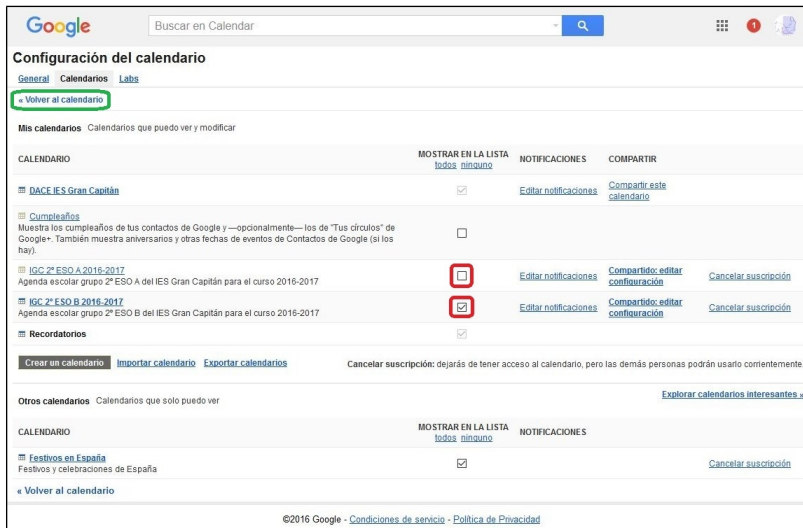 Google
Buscar en Calendar
1
Configuración del calendario
General Calendarios Labs
« Volver al calendario
Mis calendarios Calendarios que puedo ver y modificar
CALENDARIO MOSTRAR EN LA LISTA NOTIFICACIONES COMPARTIR
todos ninguno
DACE IES Gran Capitán Editar notificaciones Compartir este
calendario
Cumpleaños
Muestra los cumpleaños de tus contactos de Google y —opcionalmente— los de "Tus círculos" de
Google+. También muestra aniversarios y otras fechas de eventos de Contactos de Google (si los
hay).
IGC 2º ESO A 2016-2017 Editar notificaciones Compartido: editar Cancelar suscripción
Agenda escolar grupo 2º ESO A del IES Gran Capitán para el curso 2016-2017 configuración
IGC 2º ESO B 2016-2017 Editar notificaciones Compartido: editar Cancelar suscripción
Agenda escolar grupo 2º ESO B del IES Gran Capitán para el curso 2016-2017 configuración
Recordatorios
Crear un calendario Importar calendario Exportar calendarios Cancelar suscripción: dejarás de tener acceso al calendario, pero las demás personas podrán usarlo corrientemente
Otros calendarios Calendarios que solo puedo ver Explorar calendarios interesantes »
CALENDARIO MOSTRAR EN LA LISTA NOTIFICACIONES
todos ninguno
Festivos en España Cancelar suscripción
Festivos y celebraciones de España
« Volver al calendario
©2016 Google - Condiciones de servicio - Política de Privacidad